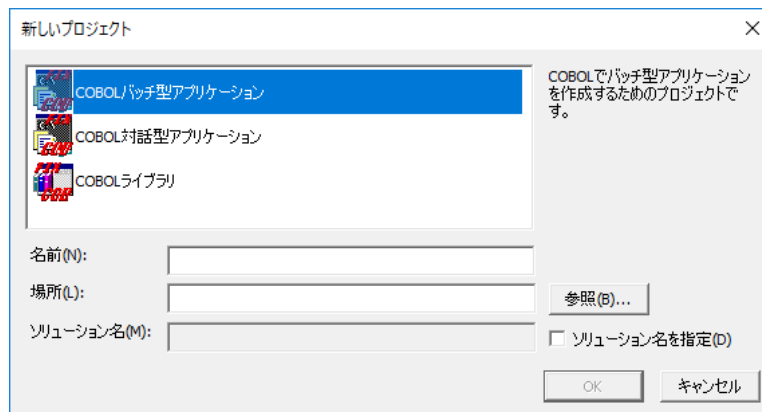 新しいプロジェクト
COBOLバッチ型アプリケーション
COBOL対話型アプリケーション
COBOLライブラリ
COBOLでバッチ型アプリケーション
を作成するためのプロジェクトで
す。
名前(N):
場所(L):
参照(B)...
ソリューション名(M):
ソリューション名を指定(D)
OK
キャンセル